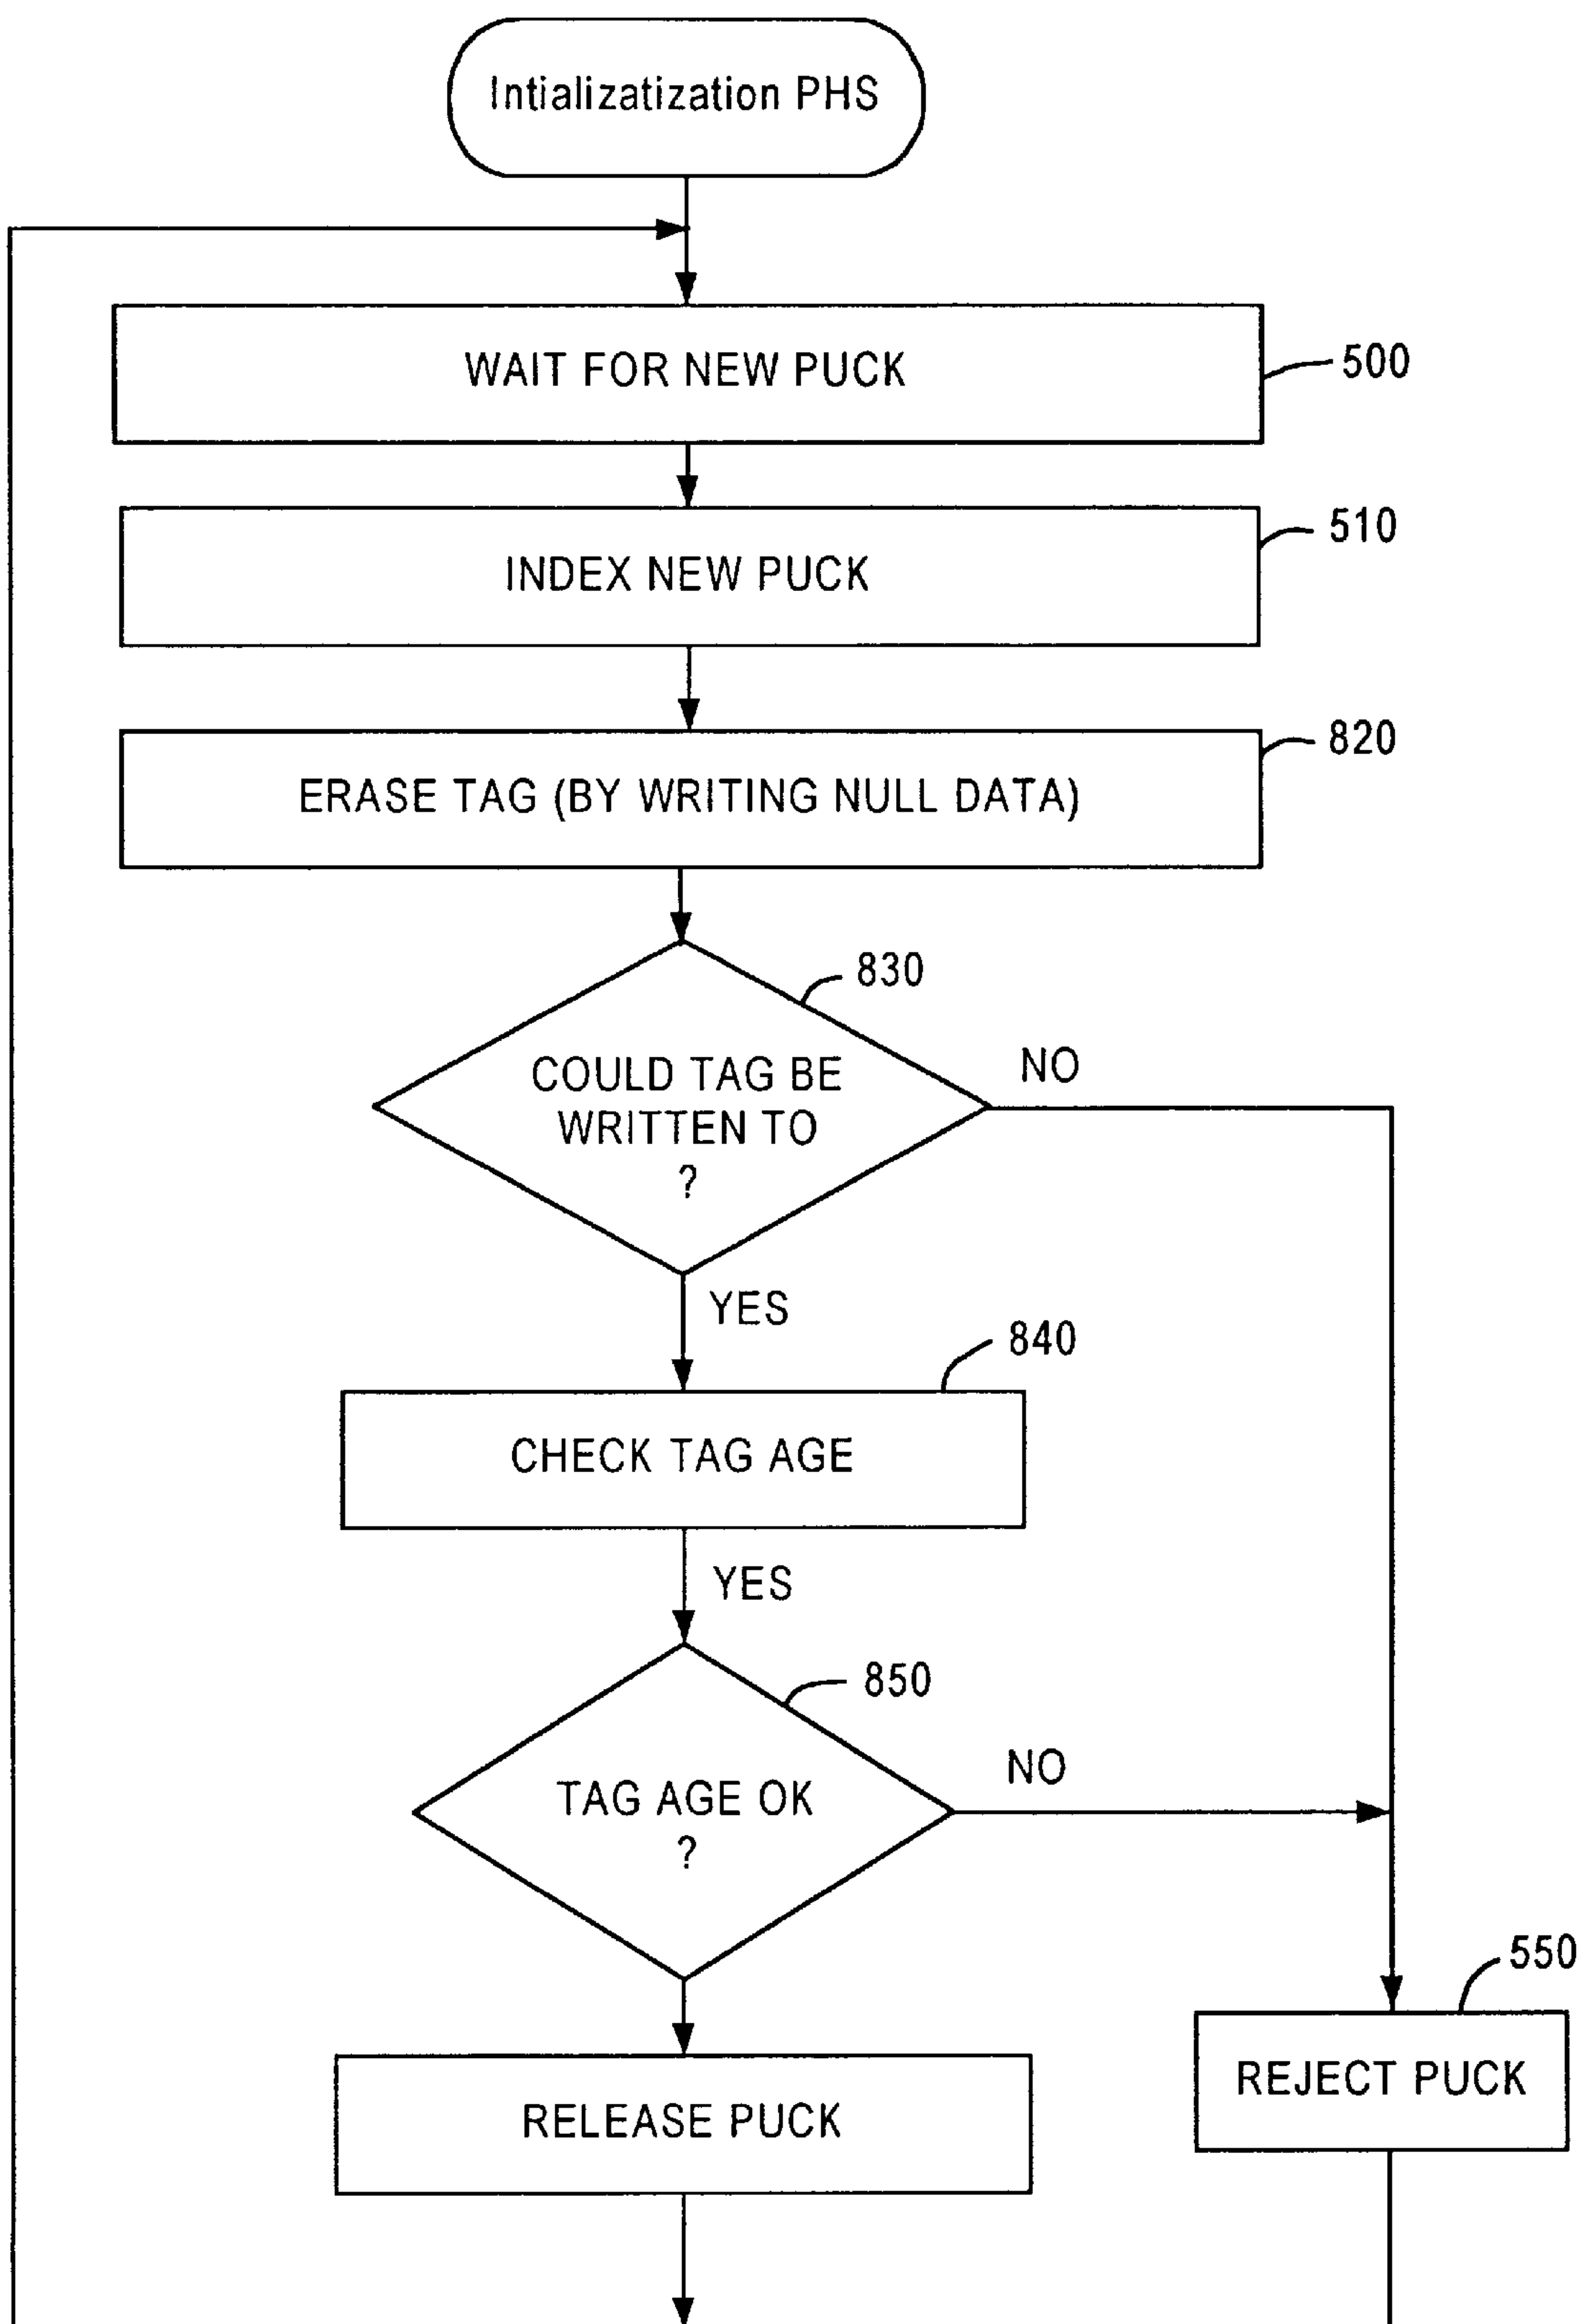 Intializatization PHS
WAIT FOR NEW PUCK
500
INDEX NEW PUCK
510
ERASE TAG (BY WRITING NULL DATA)
820
830
COULD TAG BE
WRITTEN TO
?
NO
YES
840
CHECK TAG AGE
YES
850
TAG AGE OK
?
NO
550
REJECT PUCK
RELEASE PUCK